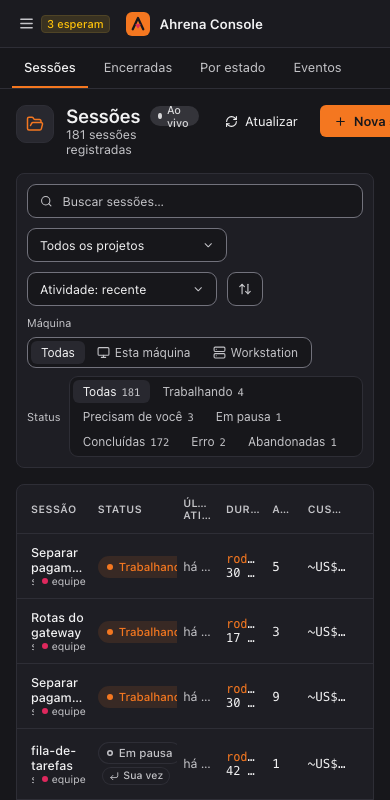 3 esperam
Ahrena Console
Sessões
Encerradas
Por estado
Eventos
Sessões
Ao vivo
181 sessões registradas
Atualizar
Nova
Buscar sessões...
Todos os projetos
Atividade: recente
Máquina
Todas
Esta máquina
Workstation
Status
Todas 181
Trabalhando 4
Precisam de você 3
Em pausa 1
Concluídas 172
Erro 2
Abandonadas 1
SESSÃO STATUS ÚL... ATI... DUR... A... CUS...
Separar pagam...
equipe
Trabalhand
há ...
rod...
30 ...
5
~US$...
Rotas do gateway
equipe
Trabalhand
há ...
rod...
17 ...
3
~US$...
Separar pagam...
equipe
Trabalhand
há ...
rod...
30 ...
9
~US$...
fila-de-tarefas
equipe
Em pausa
Sua vez
há ...
rod...
42 ...
1
~US$...